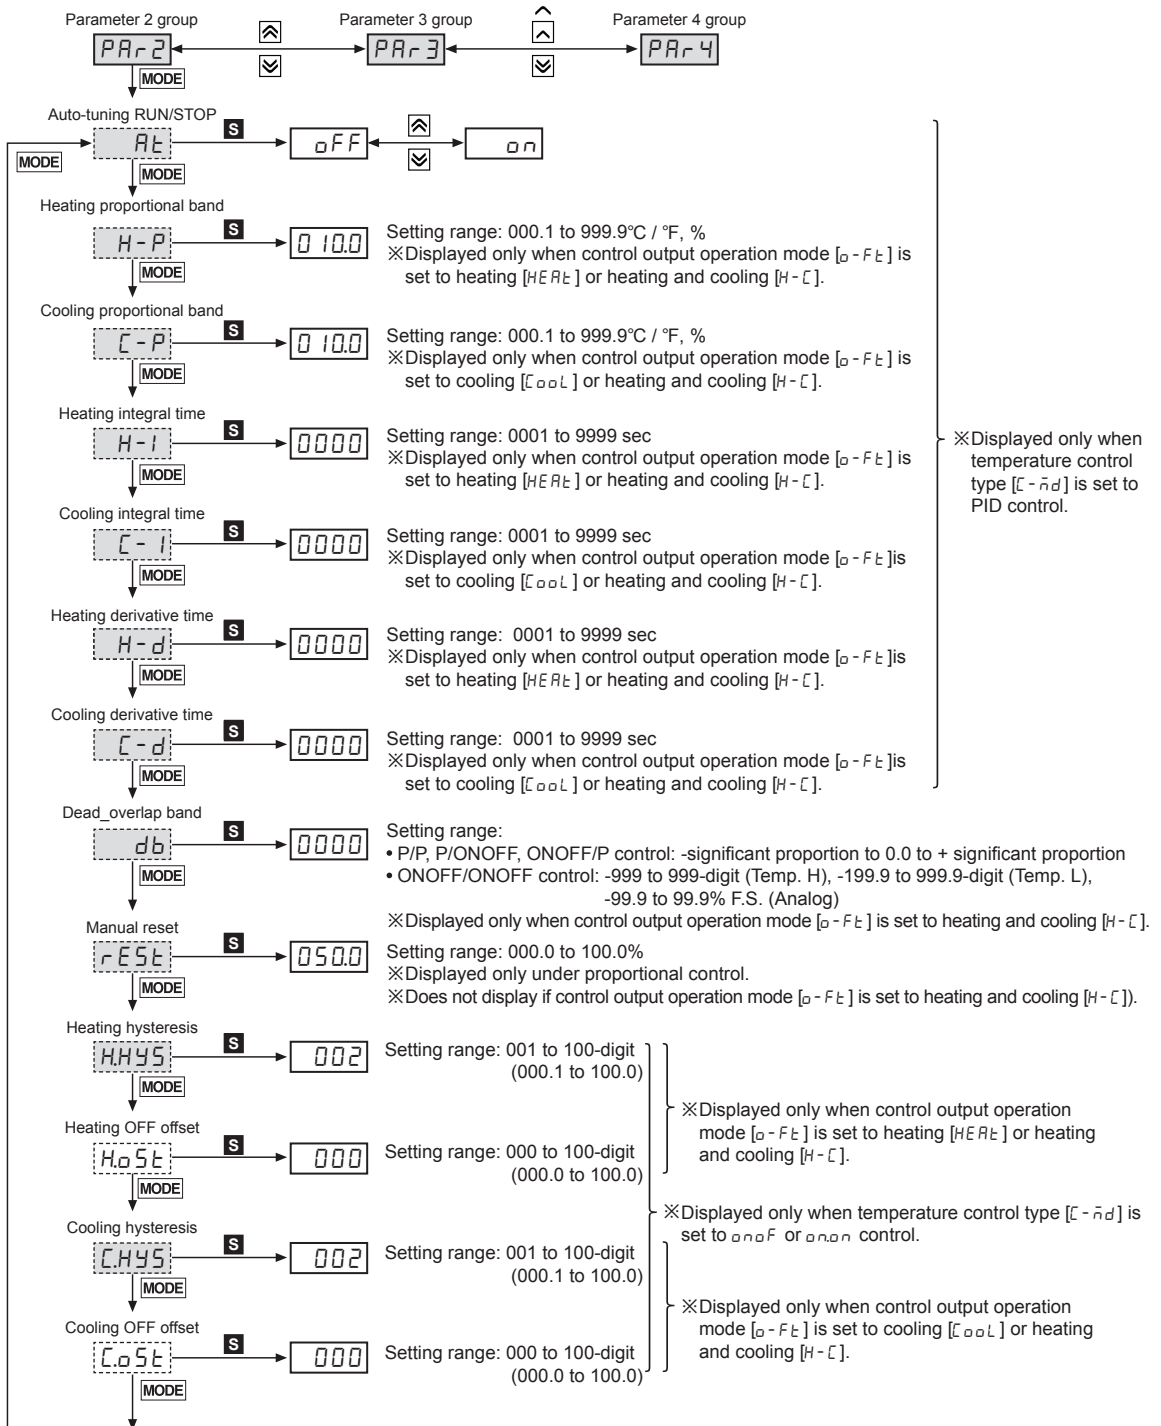 Parameter 2 group
Parameter 3 group
Parameter 4 group
PAr2
PAr3
PAr4
MODE
Auto-tuning RUN/STOP
MODE
At
S
oFF
on
MODE
Heating proportional band
H-P
S
010.0
Setting range: 000.1 to 999.9°C / °F, %
※Displayed only when control output operation mode [o-Ft] is
set to heating [HEAt] or heating and cooling [H-C].
MODE
Cooling proportional band
C-P
S
010.0
Setting range: 000.1 to 999.9°C / °F, %
※Displayed only when control output operation mode [o-Ft] is
set to cooling [CooL] or heating and cooling [H-C].
MODE
Heating integral time
H-I
S
0000
Setting range: 0001 to 9999 sec
※Displayed only when control output operation mode [o-Ft] is
set to heating [HEAt] or heating and cooling [H-C].
MODE
Cooling integral time
C-I
S
0000
Setting range: 0001 to 9999 sec
※Displayed only when control output operation mode [o-Ft]is
set to cooling [CooL] or heating and cooling [H-C].
MODE
Heating derivative time
H-d
S
0000
Setting range: 0001 to 9999 sec
※Displayed only when control output operation mode [o-Ft]is
set to heating [HEAt] or heating and cooling [H-C].
MODE
Cooling derivative time
C-d
S
0000
Setting range: 0001 to 9999 sec
※Displayed only when control output operation mode [o-Ft]is
set to cooling [CooL] or heating and cooling [H-C].
MODE
※Displayed only when
temperature control
type [C-n̄d] is set to
PID control.
Dead_overlap band
db
S
0000
Setting range:
• P/P, P/ONOFF, ONOFF/P control: -significant proportion to 0.0 to + significant proportion
• ONOFF/ONOFF control: -999 to 999-digit (Temp. H), -199.9 to 999.9-digit (Temp. L),
-99.9 to 99.9% F.S. (Analog)
※Displayed only when control output operation mode [o-Ft] is set to heating and cooling [H-C].
MODE
Manual reset
rESt
S
050.0
Setting range: 000.0 to 100.0%
※Displayed only under proportional control.
※Does not display if control output operation mode [o-Ft] is set to heating and cooling [H-C]).
MODE
Heating hysteresis
H.HYS
S
002
Setting range: 001 to 100-digit
(000.1 to 100.0)
MODE
Heating OFF offset
H.oSt
S
000
Setting range: 000 to 100-digit
(000.0 to 100.0)
MODE
※Displayed only when control output operation
mode [o-Ft] is set to heating [HEAt] or heating
and cooling [H-C].
※Displayed only when temperature control type [C-n̄d] is
set to onoF or on.on control.
Cooling hysteresis
C.HYS
S
002
Setting range: 001 to 100-digit
(000.1 to 100.0)
MODE
Cooling OFF offset
C.oSt
S
000
Setting range: 000 to 100-digit
(000.0 to 100.0)
MODE
※Displayed only when control output operation
mode [o-Ft] is set to cooling [CooL] or heating
and cooling [H-C].